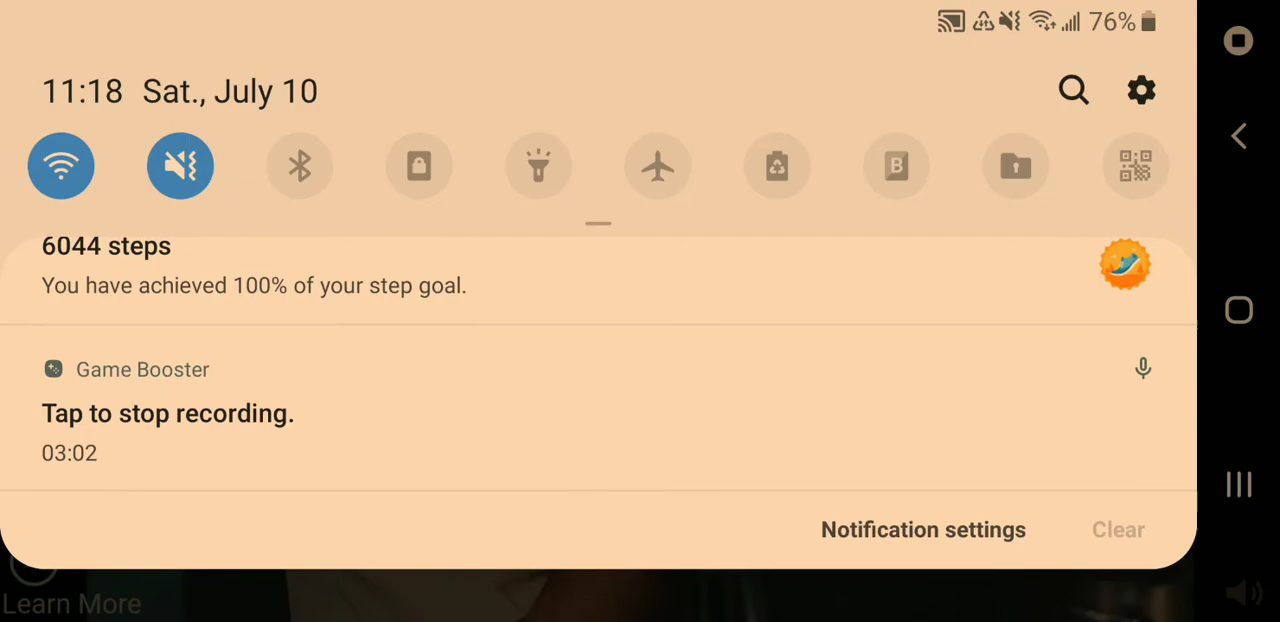 76%
11:18 Sat., July 10
B
6044 steps
You have achieved 100% of your step goal.
Game Booster
Tap to stop recording.
03:02
Notification settings Clear
Learn More